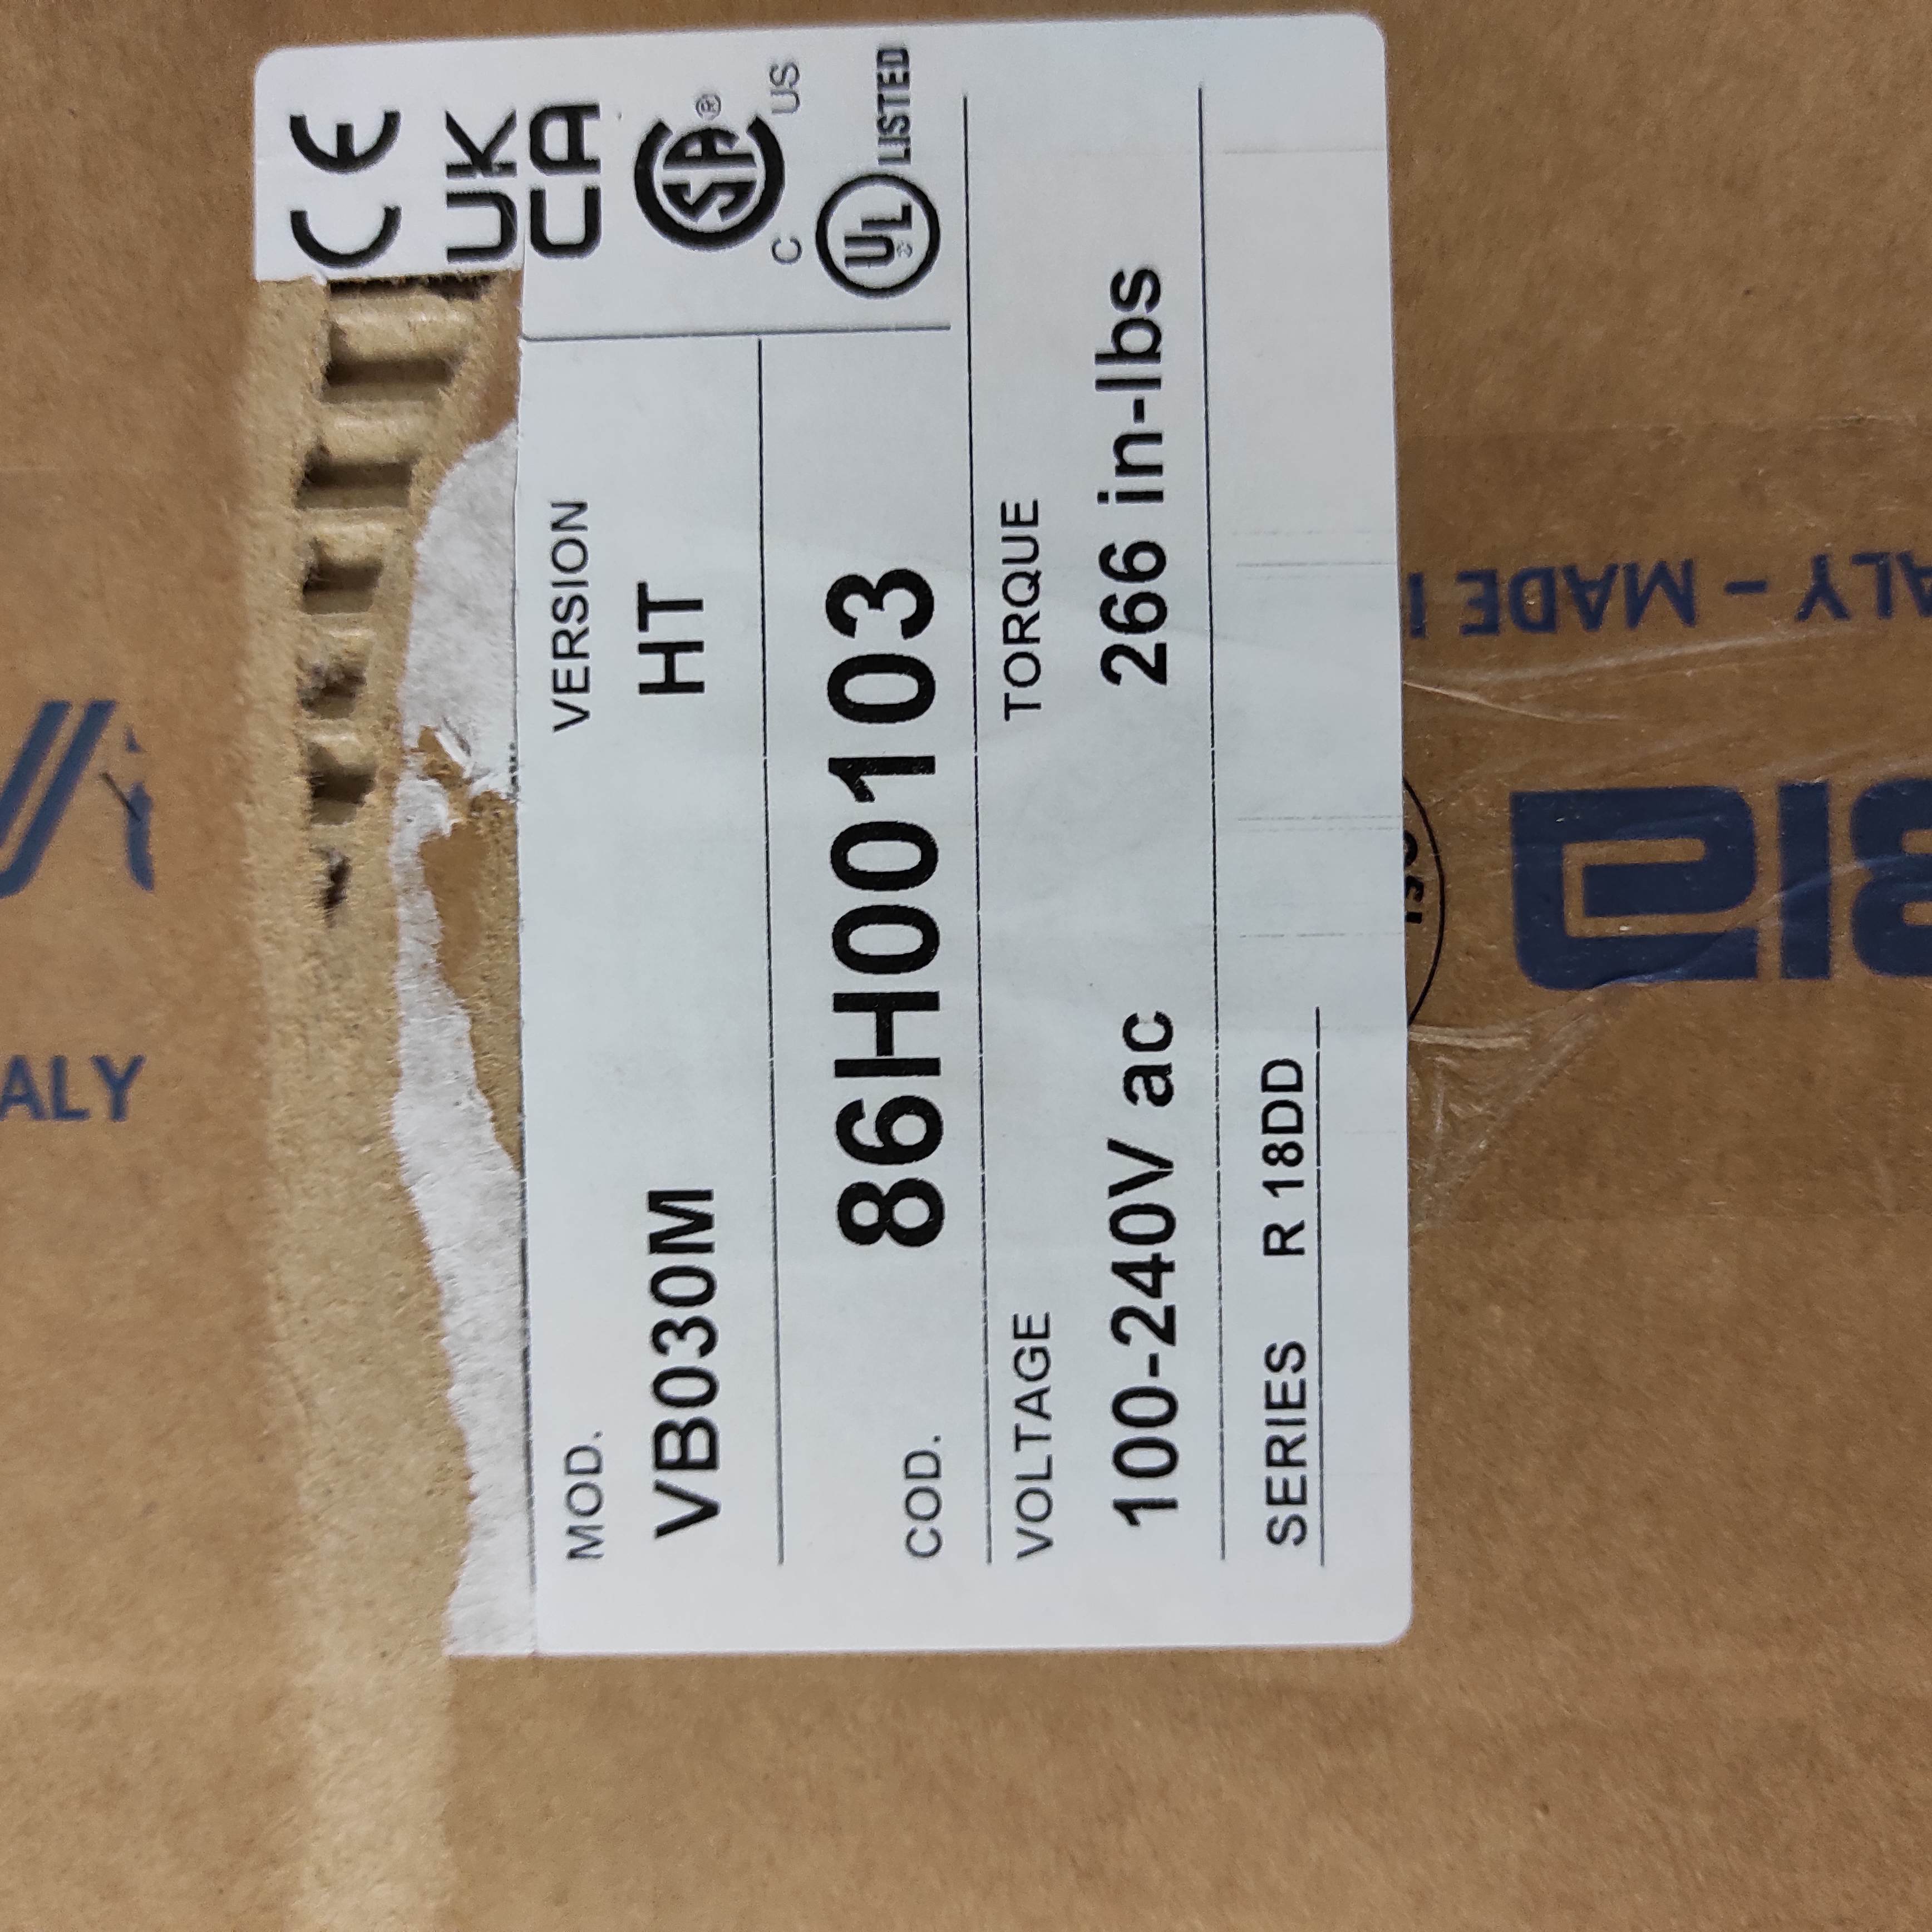 CE
UK
CA
SA®
C US
UL LISTED
MOD. VERSION
VB030M HT
COD. 86H00103
VOLTAGE TORQUE
100-240V ac 266 in-lbs
SERIES R 18DD
ALY
ALY - MADE I